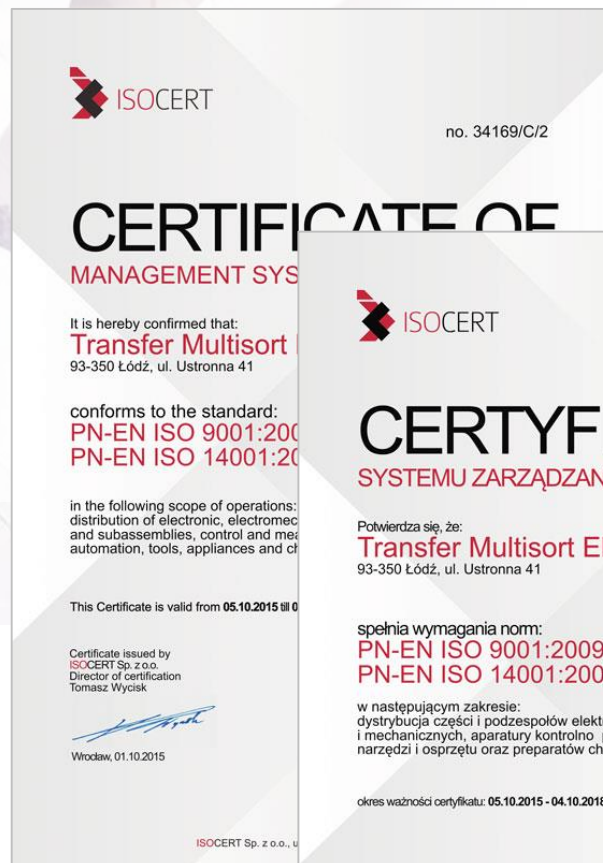 ISOCERT
no. 34169/C/2
CERTIFICATE OF
MANAGEMENT SYS
It is hereby confirmed that:
Transfer Multisort
93-350 Łódź, ul. Ustronna 41
conforms to the standard:
PN-EN ISO 9001:200
PN-EN ISO 14001:20
in the following scope of operations:
distribution of electronic, electromec
and subassemblies, control and mea
automation, tools, appliances and ch
This Certificate is valid from 05.10.2015 till 0
Certificate issued by
ISOCERT Sp. z o.o.
Director of certification
Tomasz Wycisk
Wrocław, 01.10.2015
ISOCERT Sp. z o.o., u
ISOCERT
CERTYF
SYSTEMU ZARZĄDZAN
Potwierdza się, że:
Transfer Multisort El
93-350 Łódź, ul. Ustronna 41
spełnia wymagania norm:
PN-EN ISO 9001:2009
PN-EN ISO 14001:200
w następującym zakresie:
dystrybucja części i podzespołów elektr
i mechanicznych, aparatury kontrolno p
narzędzi i osprzętu oraz preparatów ch
okres ważności certyfikatu: 05.10.2015 - 04.10.2018